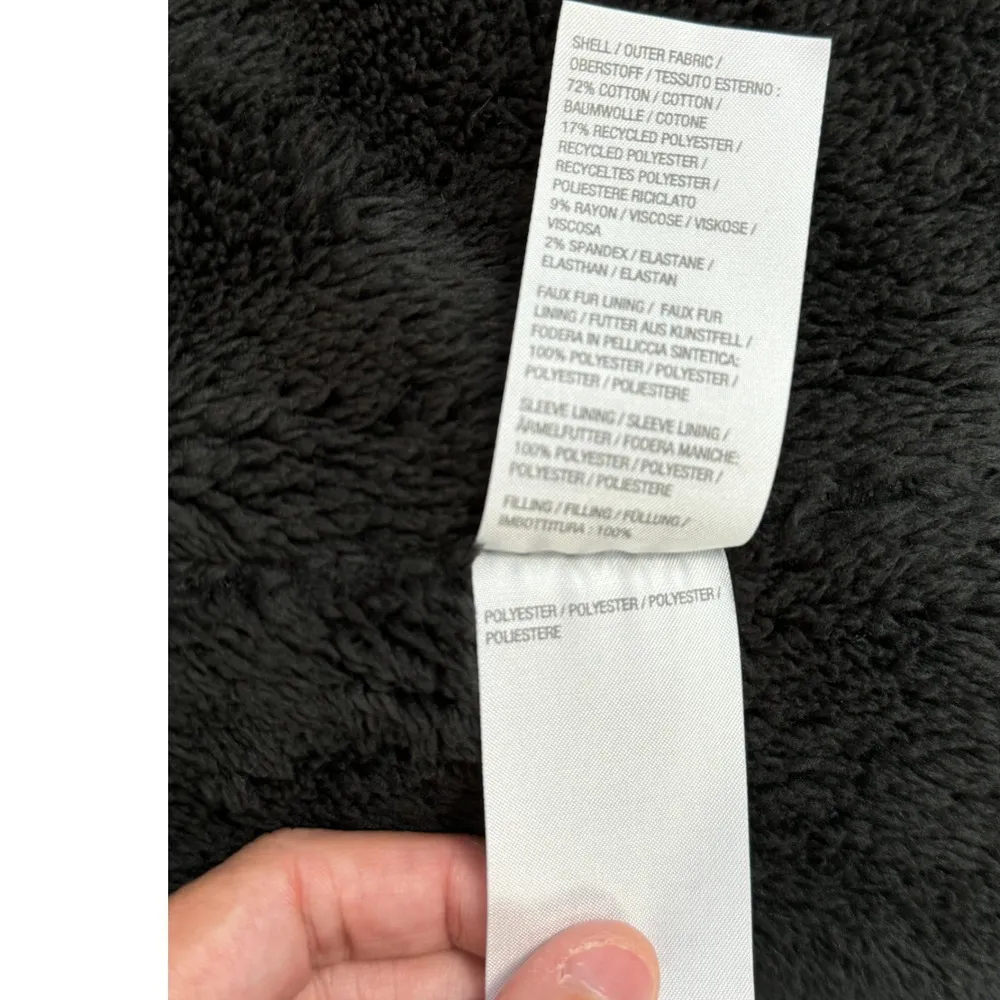 SHELL / OUTER FABRIC /
OBERSTOFF / TESSUTO ESTERNO :
72% COTTON / COTTON /
BAUMWOLLE / COTONE
17% RECYCLED POLYESTER /
RECYCLED POLYESTER /
RECYCELTES POLYESTER /
POLIESTERE RICICLATO
9% RAYON / VISCOSE / VISKOSE /
VISCOSA
2% SPANDEX / ELASTANE /
ELASTHAN / ELASTAN
FAUX FUR LINING / FAUX FUR
LINING / FUTTER AUS KUNSTFELL /
FODERA IN PELLICCIA SINTETICA:
100% POLYESTER / POLYESTER /
POLYESTER / POLIESTERE
SLEEVE LINING / SLEEVE LINING /
ÄRMELFUTTER / FODERA MANICHE:
100% POLYESTER / POLYESTER /
POLYESTER / POLIESTERE
FILLING / FILLING / FÜLLUNG /
IMBOTTITURA : 100%
POLYESTER / POLYESTER / POLYESTER /
POLIESTERE